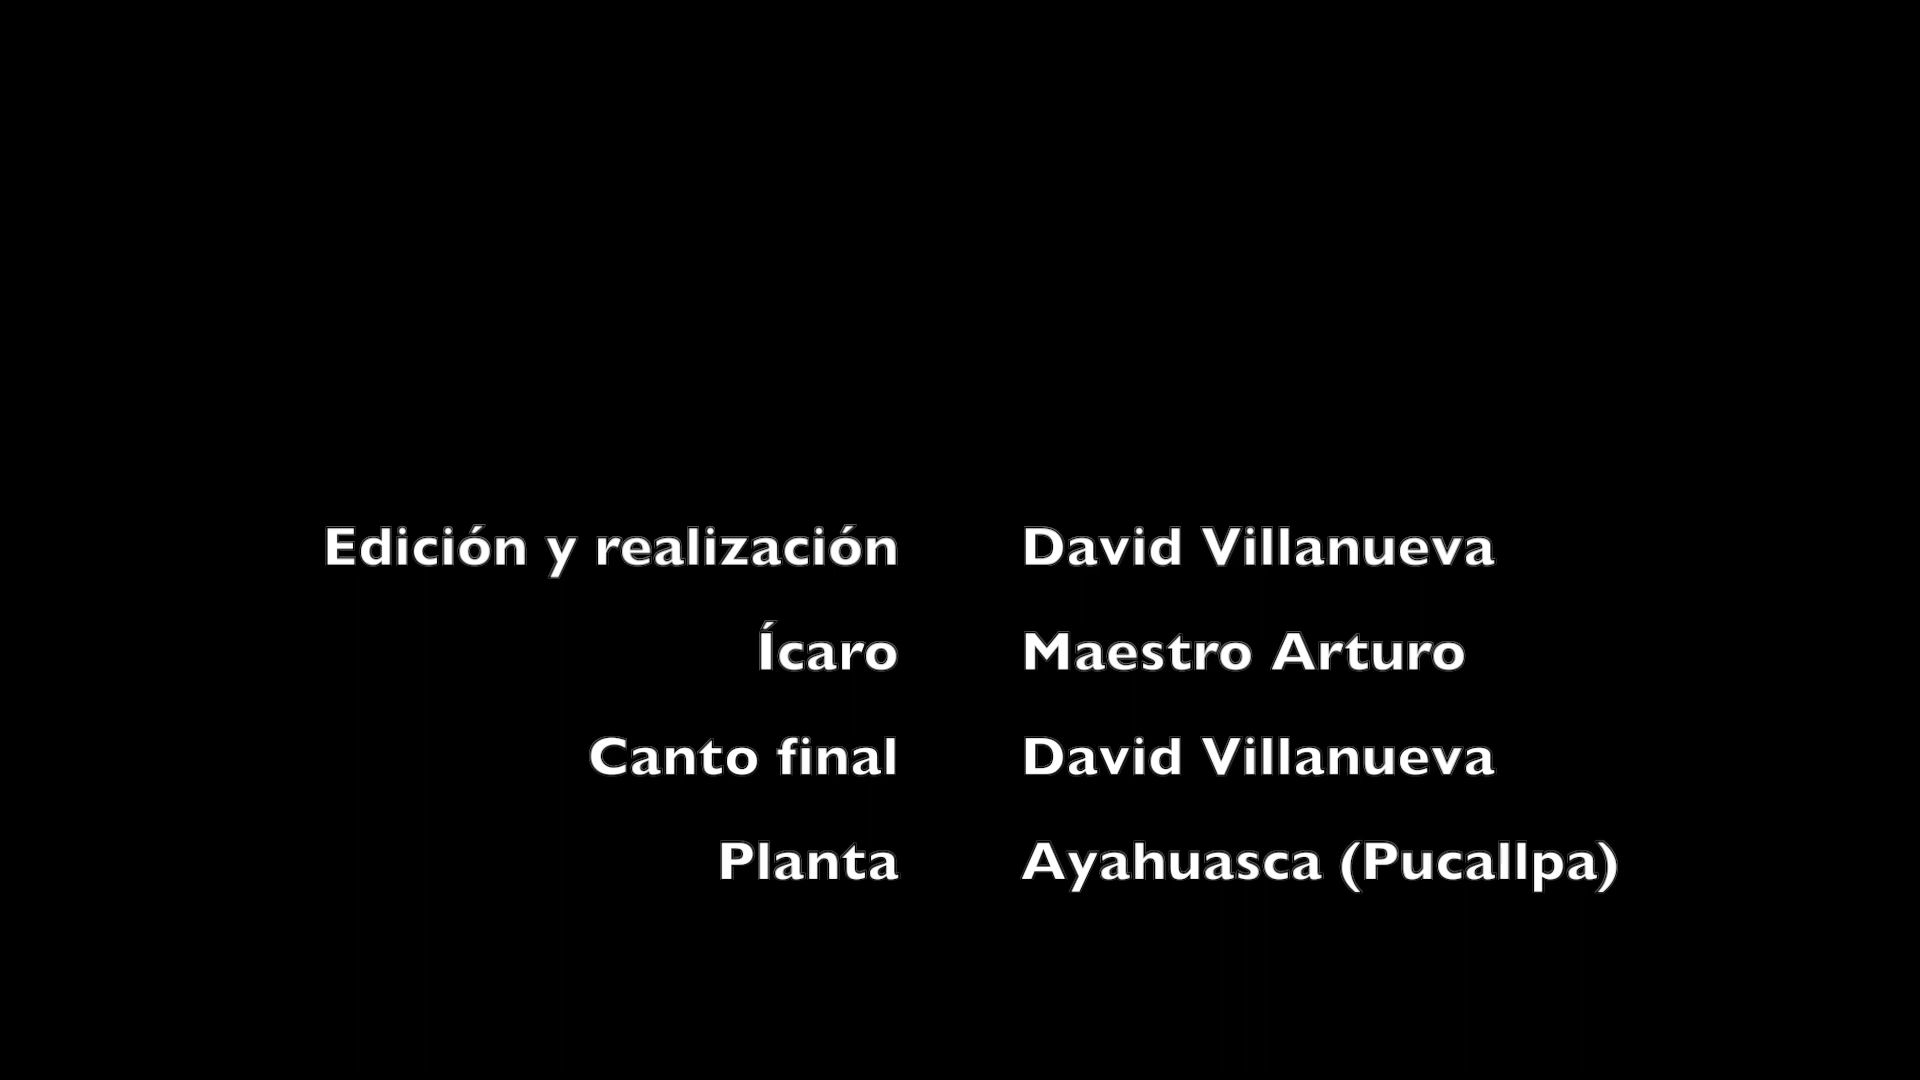 Edición y realización David Villanueva
Ícaro Maestro Arturo
Canto final David Villanueva
Planta Ayahuasca (Pucallpa)